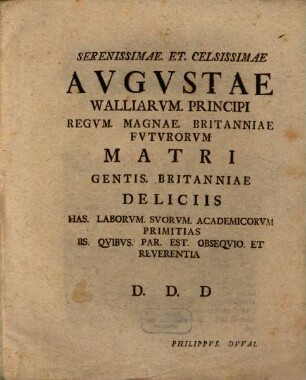 SERENISSIMAE. ET. CELSISSIMAE
AVGVSTAE
WALLIARVM. PRINCIPI
REGVM. MAGNAE. BRITANNIAE
FVTVRORVM
MATRI
GENTIS. BRITANNIAE
DELICIIS
HAS. LABORVM. SVORVM. ACADEMICORVM
PRIMITIAS
IIS. QVIBVS. PAR. EST. OBSEQVIO. ET
REVERENTIA
D. D. D
PHILIPPVS. DVVAL